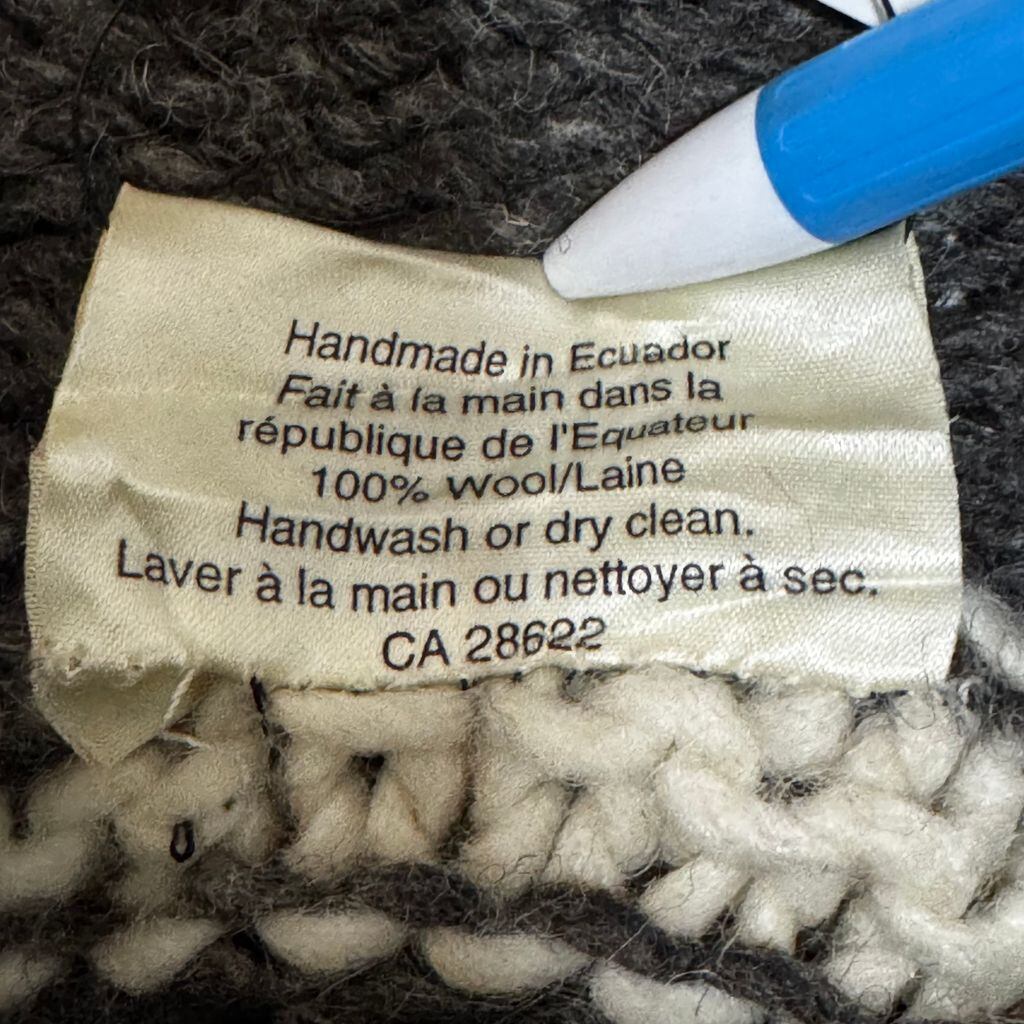 Handmade in Ecuador
Fait à la main dans la
république de l'Equateur
100% Wool/Laine
Handwash or dry clean.
Laver à la main ou nettoyer à sec.
CA 28622